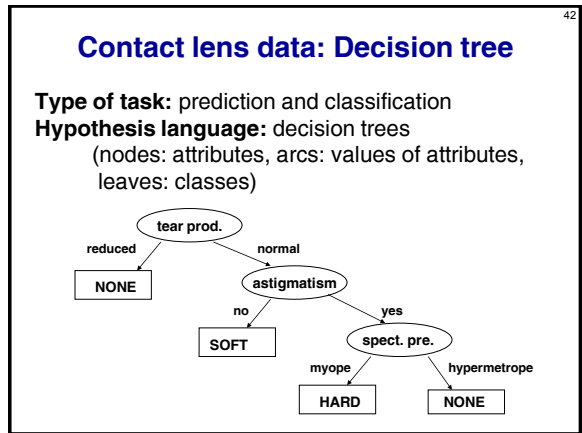 42
Contact lens data: Decision tree
Type of task: prediction and classification
Hypothesis language: decision trees
(nodes: attributes, arcs: values of attributes,
leaves: classes)
tear prod.
reduced
normal
NONE
astigmatism
no
yes
SOFT
spect. pre.
myope
hypermetrope
HARD
NONE